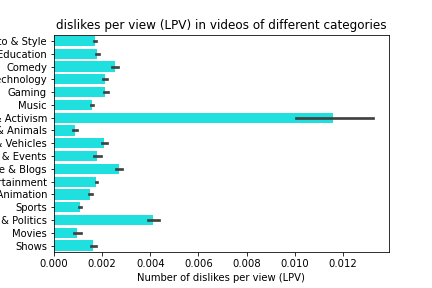 dislikes per view (LPV) in videos of different categories
to & Style
Education
Comedy
echnology
Gaming
Music
& Activism
& Animals
& Vehicles
& Events
e & Blogs
rtainment
Animation
Sports
& Politics
Movies
Shows
0.000 0.002 0.004 0.006 0.008 0.010 0.012
Number of dislikes per view (LPV)